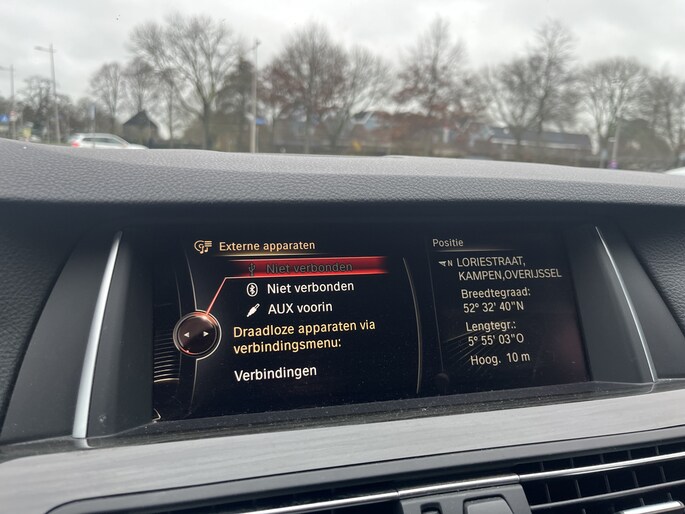 Externe apparaten
Niet verbonden
Niet verbonden
AUX voorin
Draadloze apparaten via
verbindingsmenu:
Verbindingen
Positie
N LORIESTRAAT,
KAMPEN,OVERIJSSEL
Breedtegraad:
52° 32' 40"N
Lengtegr.:
5° 55' 03"O
Hoog. 10 m